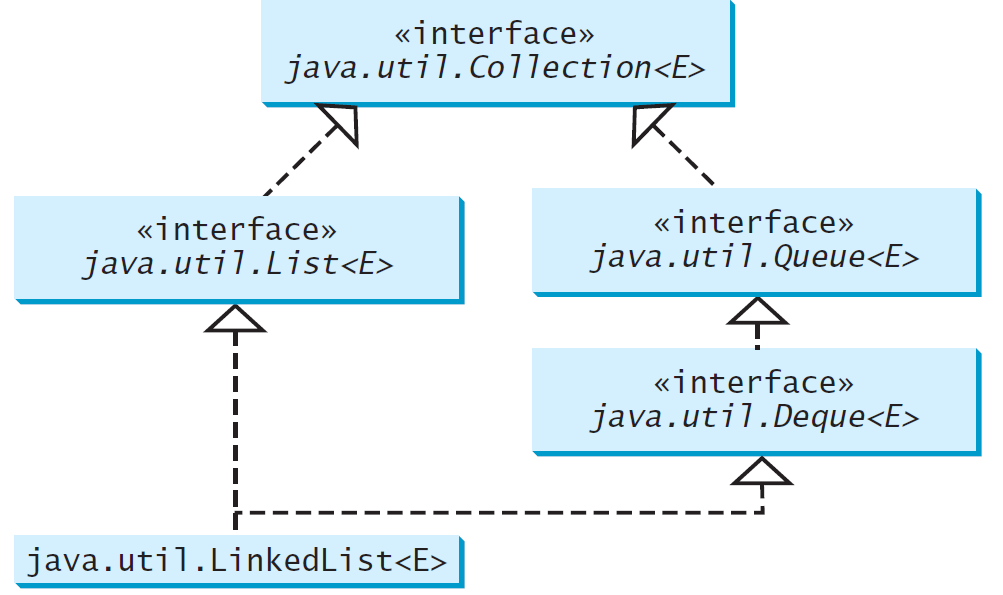 «interface»
java.util.Collection<E>
«interface»
java.util.List<E>
«interface»
java.util.Queue<E>
«interface»
java.util.Deque<E>
java.util.LinkedList<E>